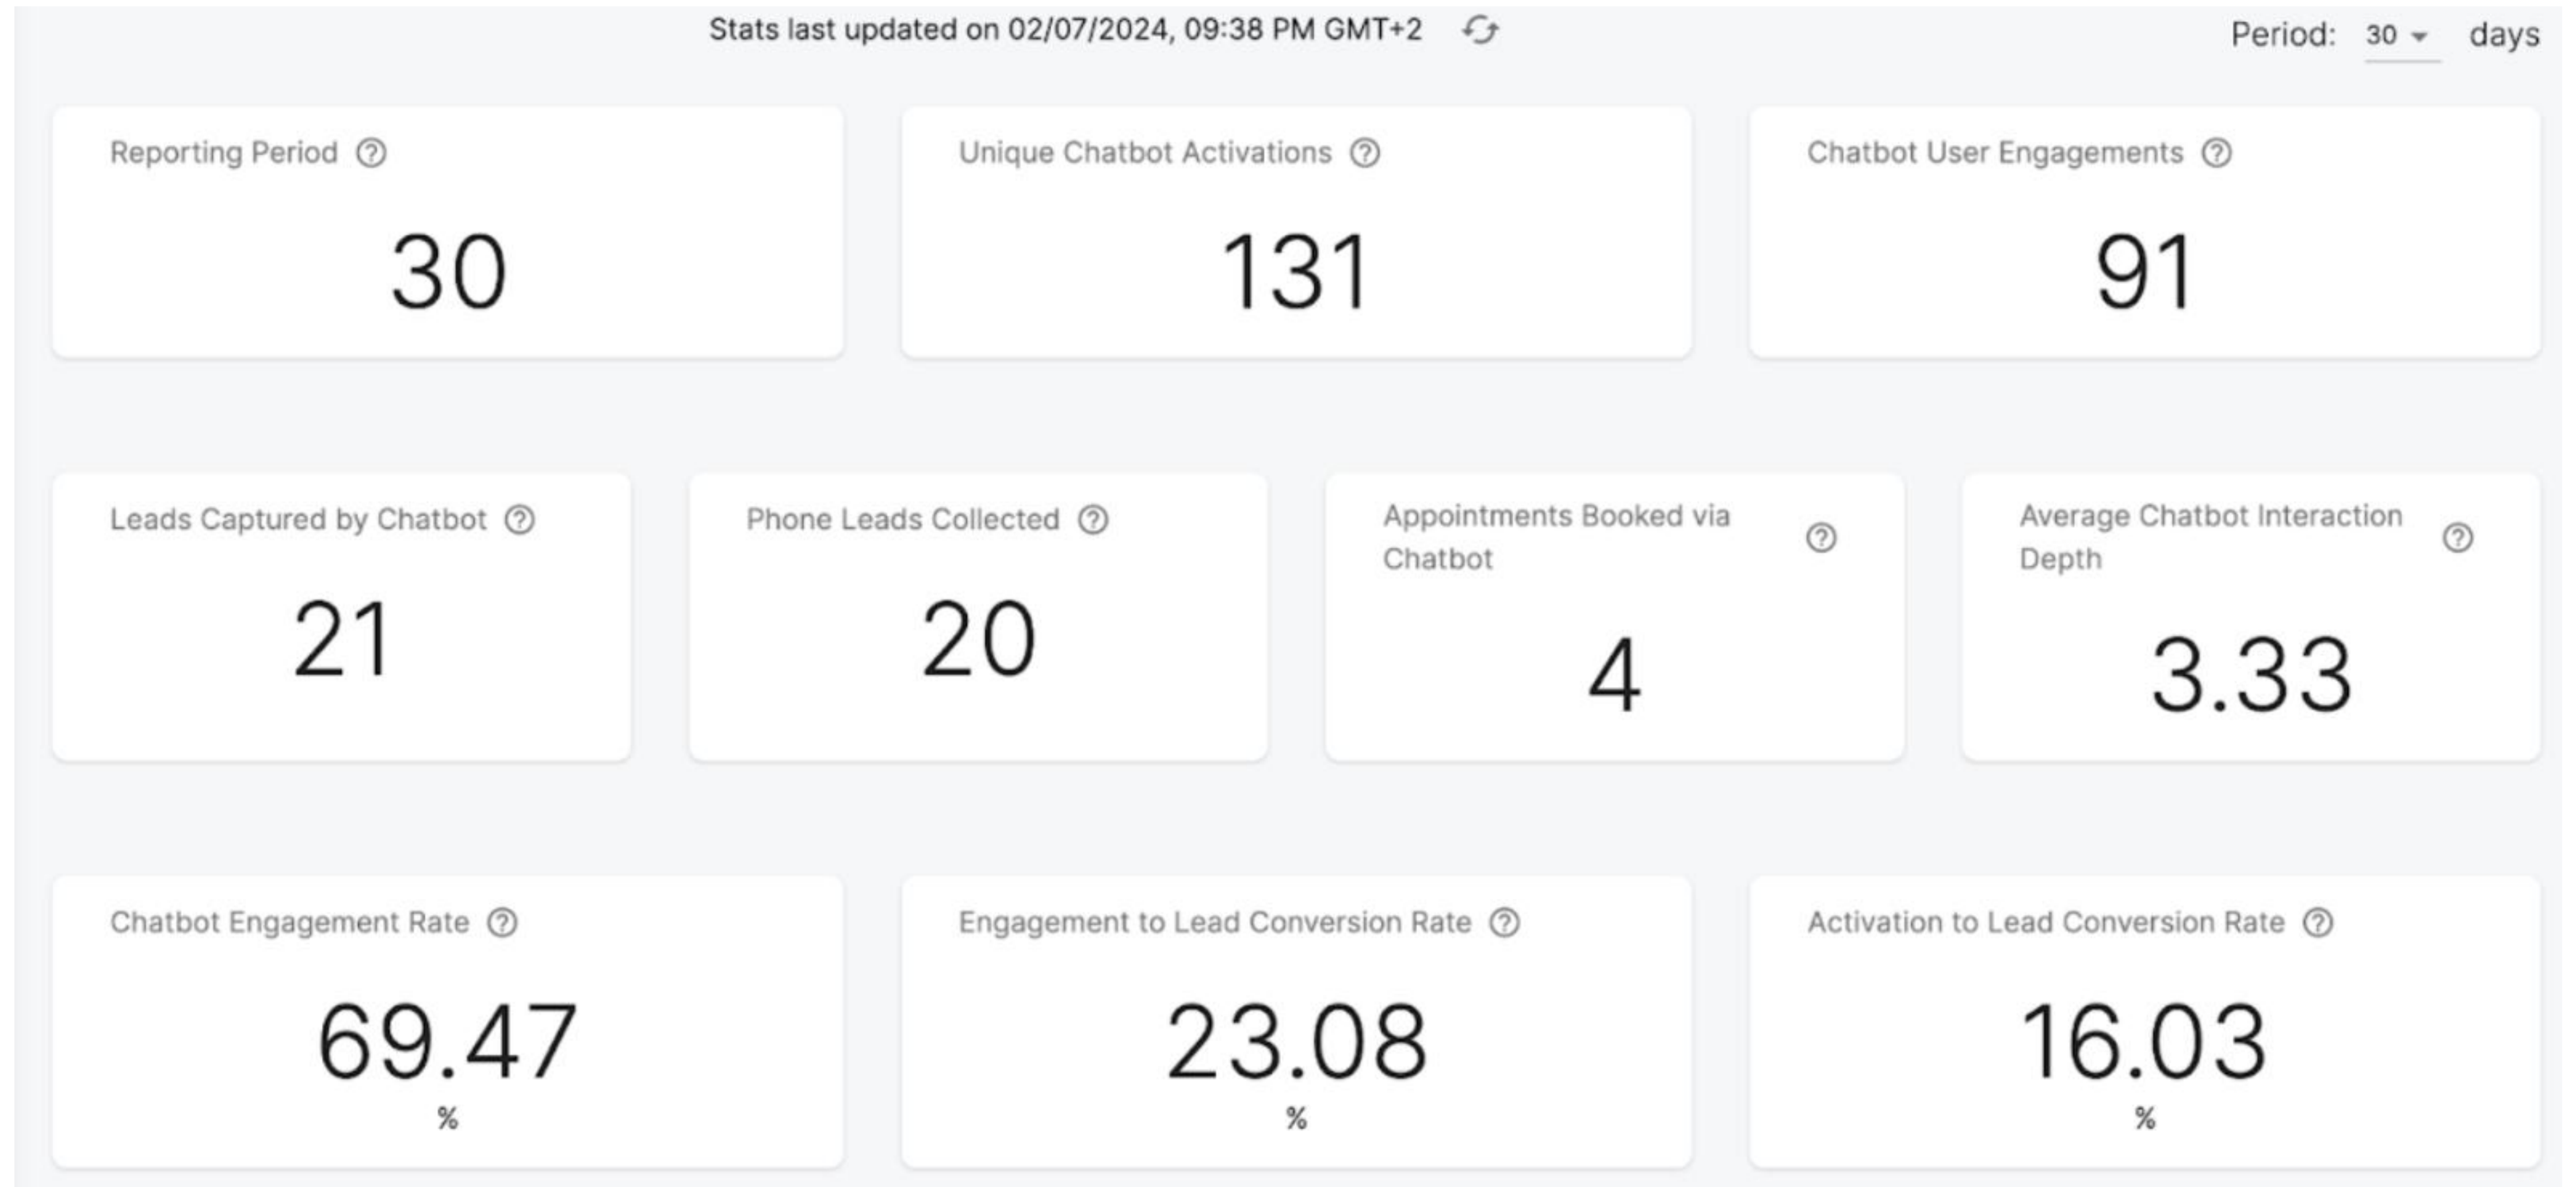 Stats last updated on 02/07/2024, 09:38 PM GMT+2
Period: 30 days
Reporting Period
30
Unique Chatbot Activations
131
Chatbot User Engagements
91
Leads Captured by Chatbot
21
Phone Leads Collected
20
Appointments Booked via
Chatbot
4
Average Chatbot Interaction
Depth
3.33
Chatbot Engagement Rate
69.47
%
Engagement to Lead Conversion Rate
23.08
%
Activation to Lead Conversion Rate
16.03
%